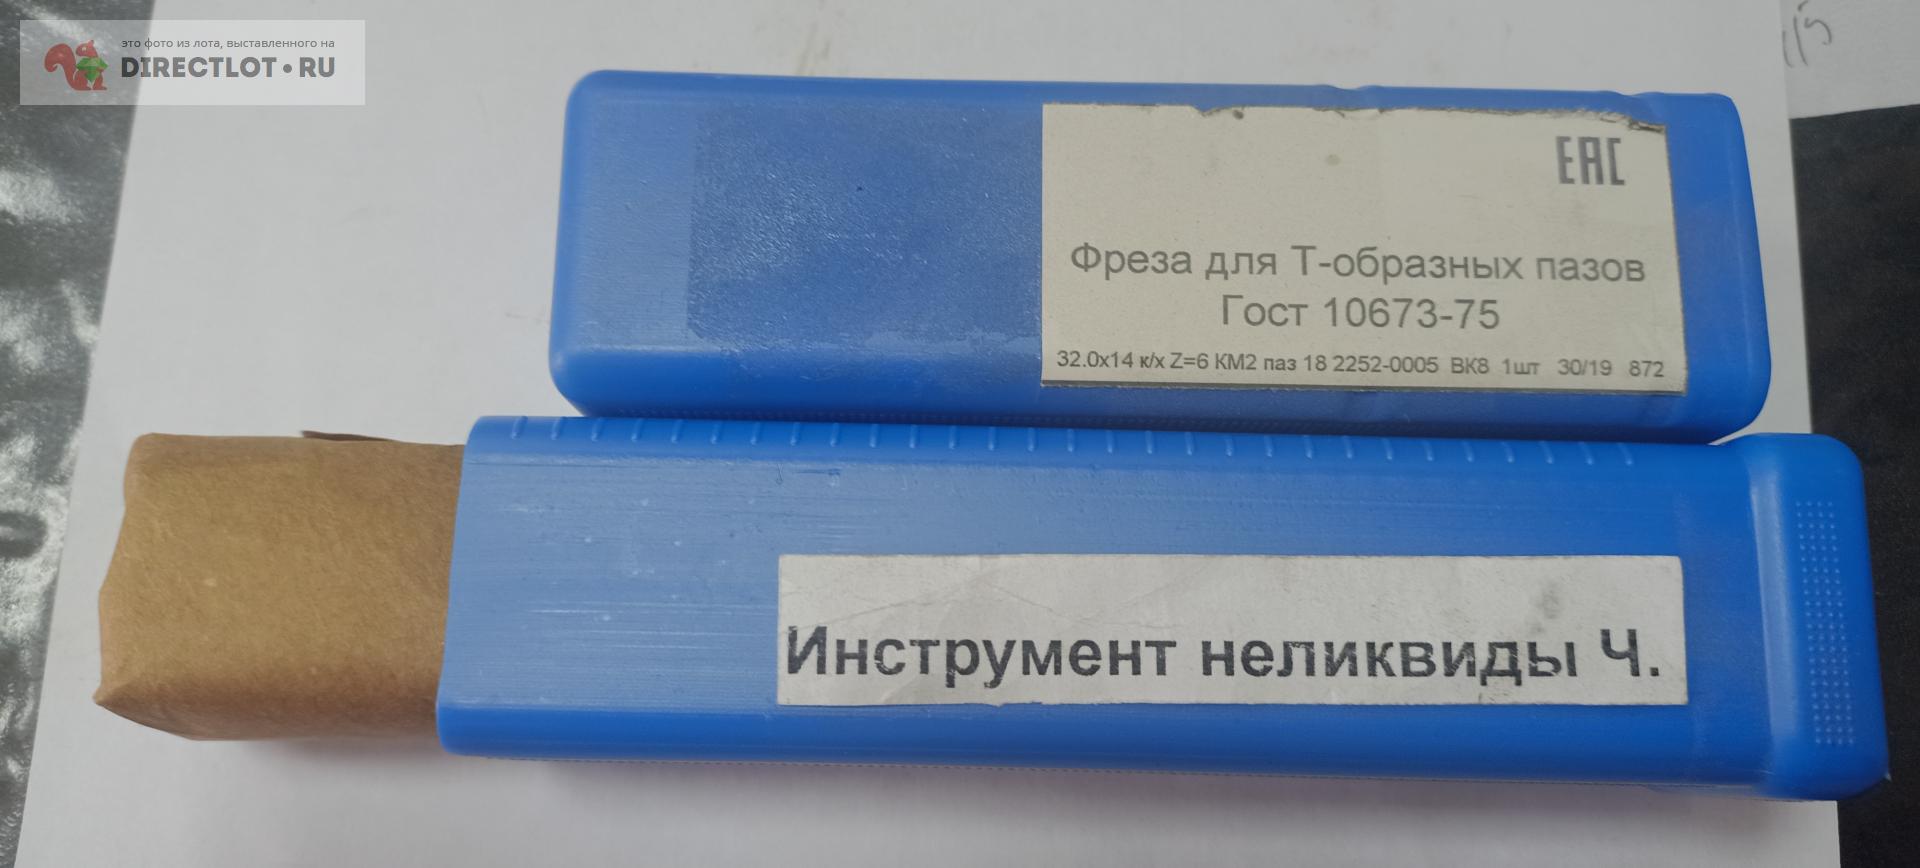 это фото из лота, выставленного на
DIRECTLOT•RU
ЕАС
Фреза для Т-образных пазов
Гост 10673-75
32.0х14 к/х Z=6 КМ2 паз 18 2252-0005 ВК8 1шт 30/19 872
Инструмент неликвиды Ч.